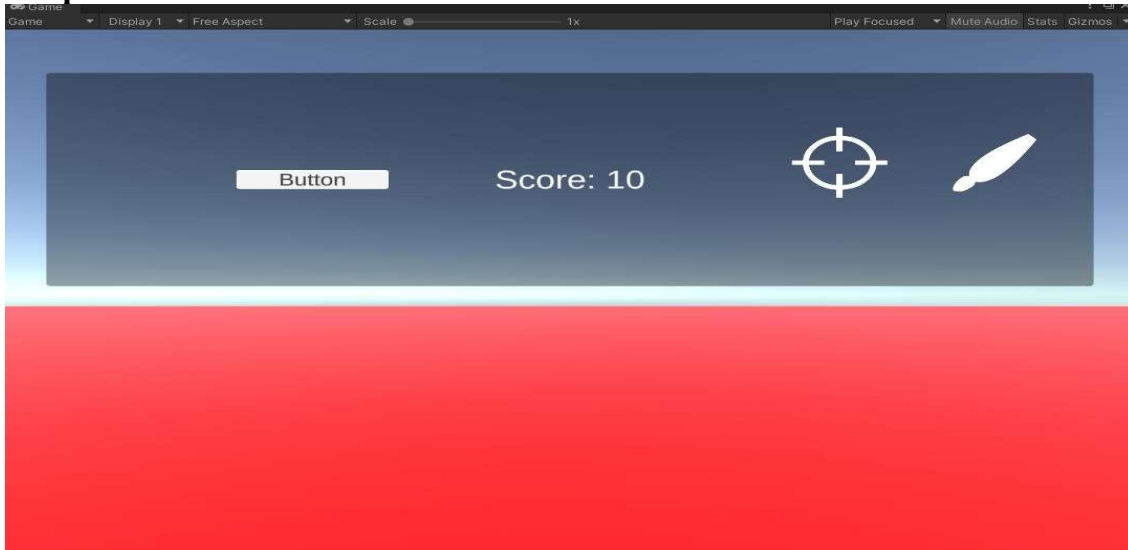 Game
Game Display 1 Free Aspect Scale 1x Play Focused Mute Audio Stats Gizmos
Button Score: 10